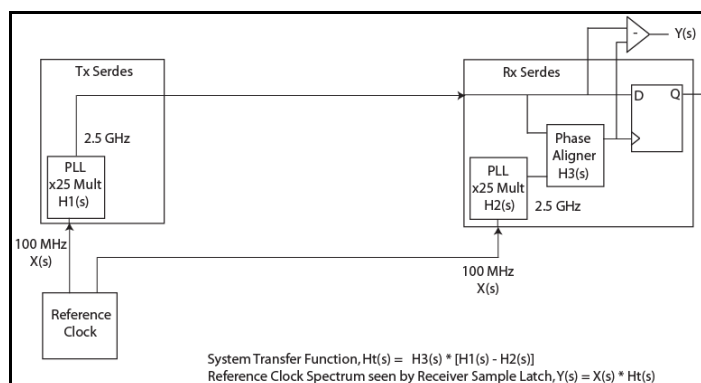 Y(s)
-
Tx Serdes
Rx Serdes
D
Q
2.5 GHz
Phase
Aligner
H3(s)
PLL
x25 Mult
H1(s)
PLL
x25 Mult
H2(s)
2.5 GHz
100 MHz
X(s)
100 MHz
X(s)
Reference
Clock
System Transfer Function, Ht(s) = H3(s) * [H1(s) - H2(s)]
Reference Clock Spectrum seen by Receiver Sample Latch, Y(s) = X(s) * Ht(s)